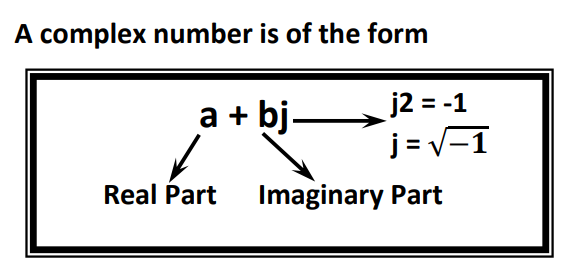 A complex number is of the form
a + bj
j2 = -1
j = √−1
Real Part
Imaginary Part